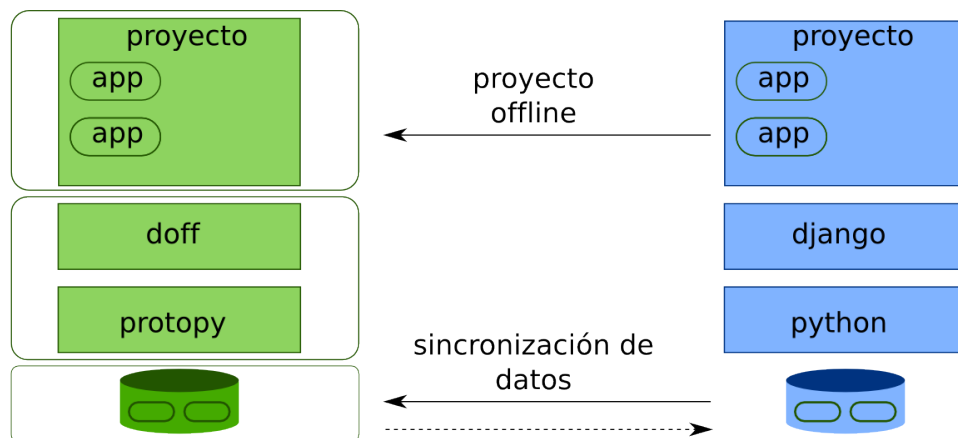 proyecto
app
app
proyecto
offline
proyecto
app
app
doff
django
protopy
python
sincronización de
datos